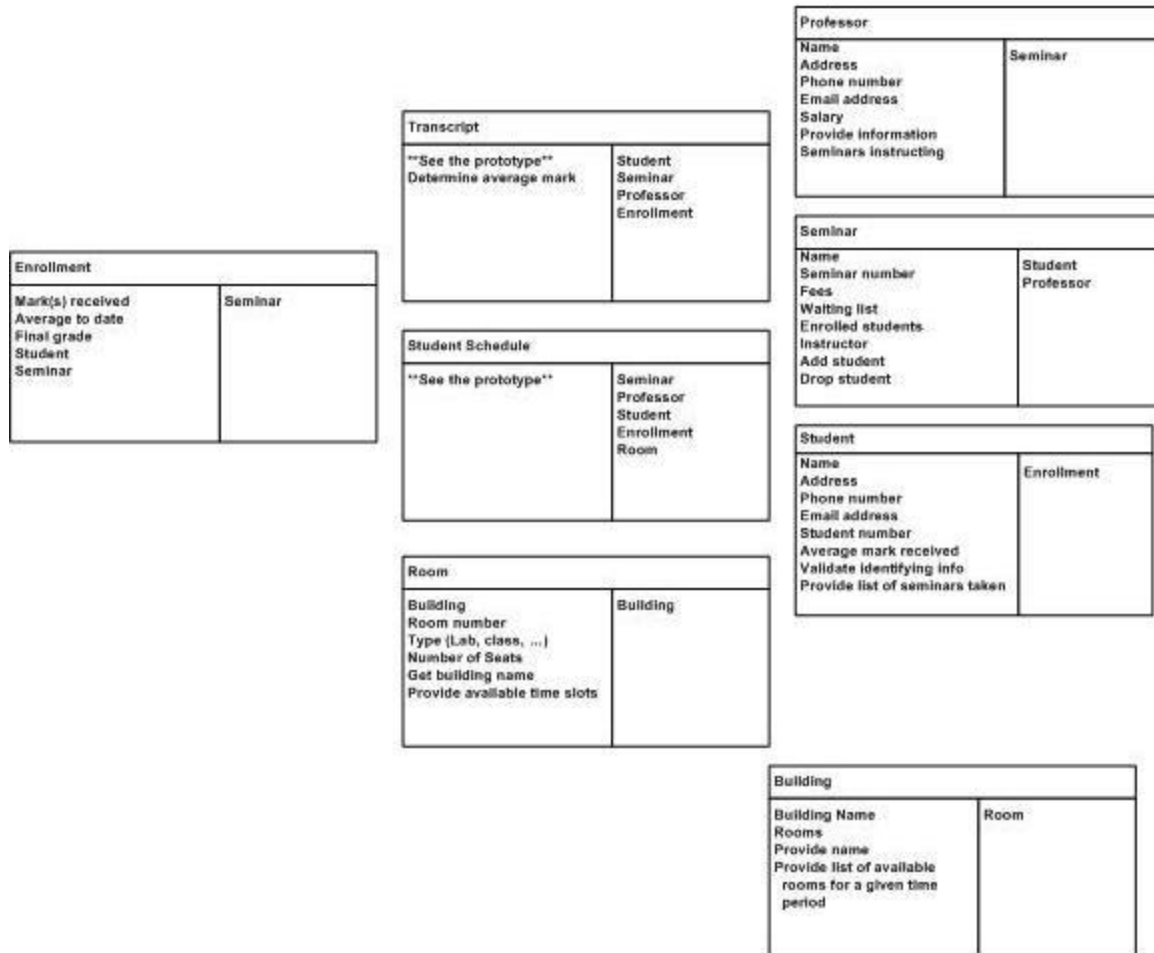 Professor
Name
Address
Phone number
Email address
Salary
Provide information
Seminars instructing
Seminar
Transcript
**See the prototype**
Determine average mark
Student
Seminar
Professor
Enrollment
Seminar
Name
Seminar number
Fees
Waiting list
Enrolled students
Instructor
Add student
Drop student
Student
Professor
Enrollment
Mark(s) received
Average to date
Final grade
Student
Seminar
Seminar
Student Schedule
**See the prototype**
Seminar
Professor
Student
Enrollment
Room
Student
Name
Address
Phone number
Email address
Student number
Average mark received
Validate identifying info
Provide list of seminars taken
Enrollment
Room
Building
Room number
Type (Lab, class, ...)
Number of Seats
Get building name
Provide available time slots
Building
Building
Building Name
Rooms
Provide name
Provide list of available
rooms for a given time
period
Room